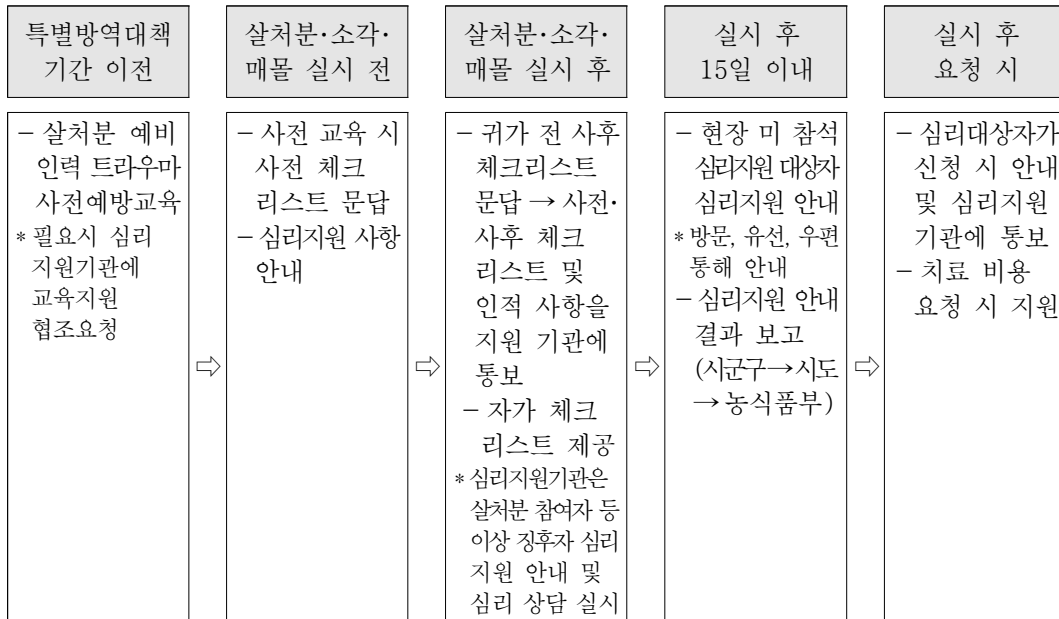 특별방역대책
기간 이전
살처분·소각·
매몰 실시 전
살처분·소각·
매몰 실시 후
실시 후
15일 이내
실시 후
요청 시
- 살처분 예비
인력 트라우마
사전예방교육
* 필요시 심리
지원기관에
교육지원
협조요청
⇨
- 사전 교육 시
사전 체크
리스트 문답
- 심리지원 사항
안내
⇨
- 귀가 전 사후
체크리스트
문답 → 사전·
사후 체크
리스트 및
인적 사항을
지원 기관에
통보
- 자가 체크
리스트 제공
* 심리지원기관은
살처분 참여자 등
이상 징후자 심리
지원 안내 및
심리 상담 실시
⇨
- 현장 미 참석
심리지원 대상자
심리지원 안내
* 방문, 유선, 우편
통해 안내
- 심리지원 안내
결과 보고
(시군구→시도
→농식품부)
⇨
- 심리대상자가
신청 시 안내
및 심리지원
기관에 통보
- 치료 비용
요청 시 지원